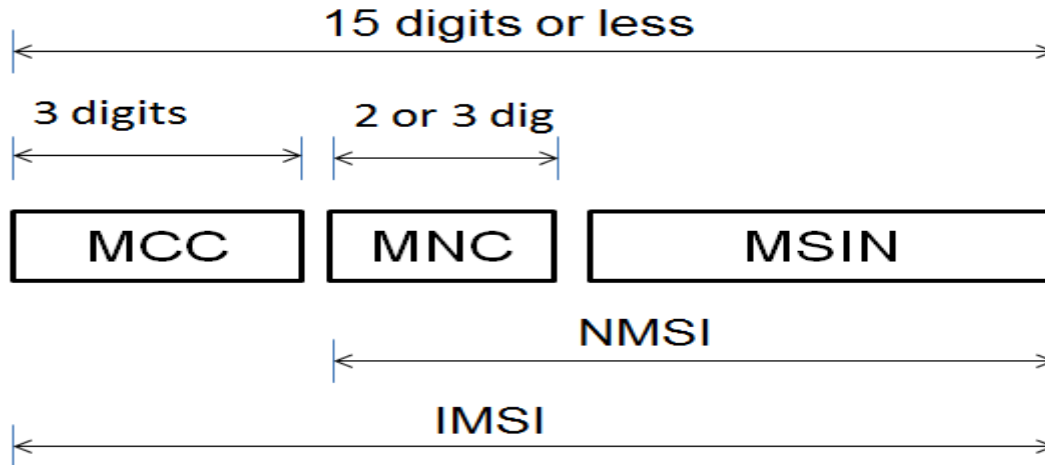 15 digits or less
3 digits
2 or 3 dig
MCC
MNC
MSIN
NMSI
IMSI